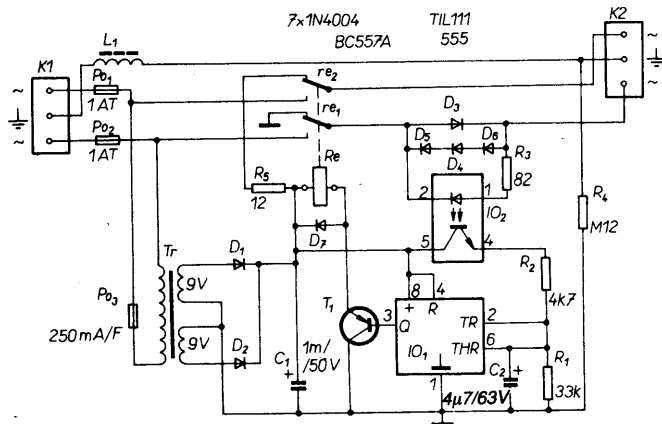 7x1N4004 TIL111
BC557A 555
K1
K2
L1
~
~
~
~
Po1
1AT
Po2
1AT
re2
re1
D3
D5
D6
D4
R3
82
Re
R5
12
2
1
IO2
R4
M12
D7
5
4
Tr
D1
9V
9V
D2
R2
4k7
8
4
+
R
T1
3
Q
TR
2
THR
6
IO1
1
Po3
250mA/F
C1
+
1m/
/50V
C2
+
4µ7/63V
R1
33k